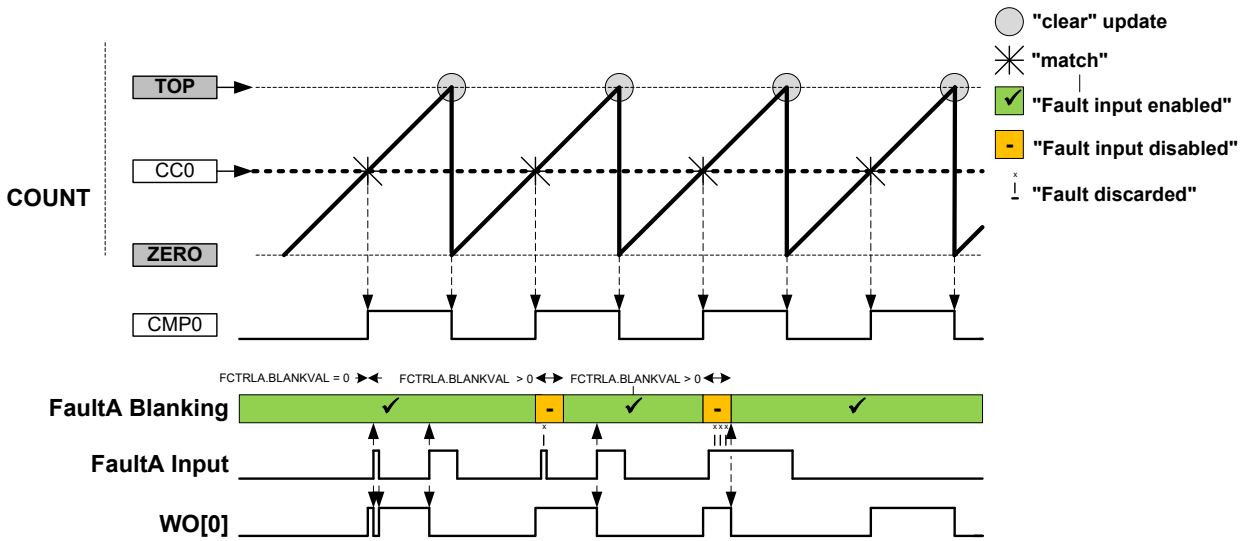 "clear" update
"match"
"Fault input enabled"
✔
"Fault input disabled"
-
x
"Fault discarded"
TOP
CC0
COUNT
ZERO
CMP0
FCTRLA.BLANKVAL = 0
FCTRLA.BLANKVAL > 0
FCTRLA.BLANKVAL > 0
FaultA Blanking
✔ - ✔ - ✔
x
xxx
FaultA Input
WO[0]